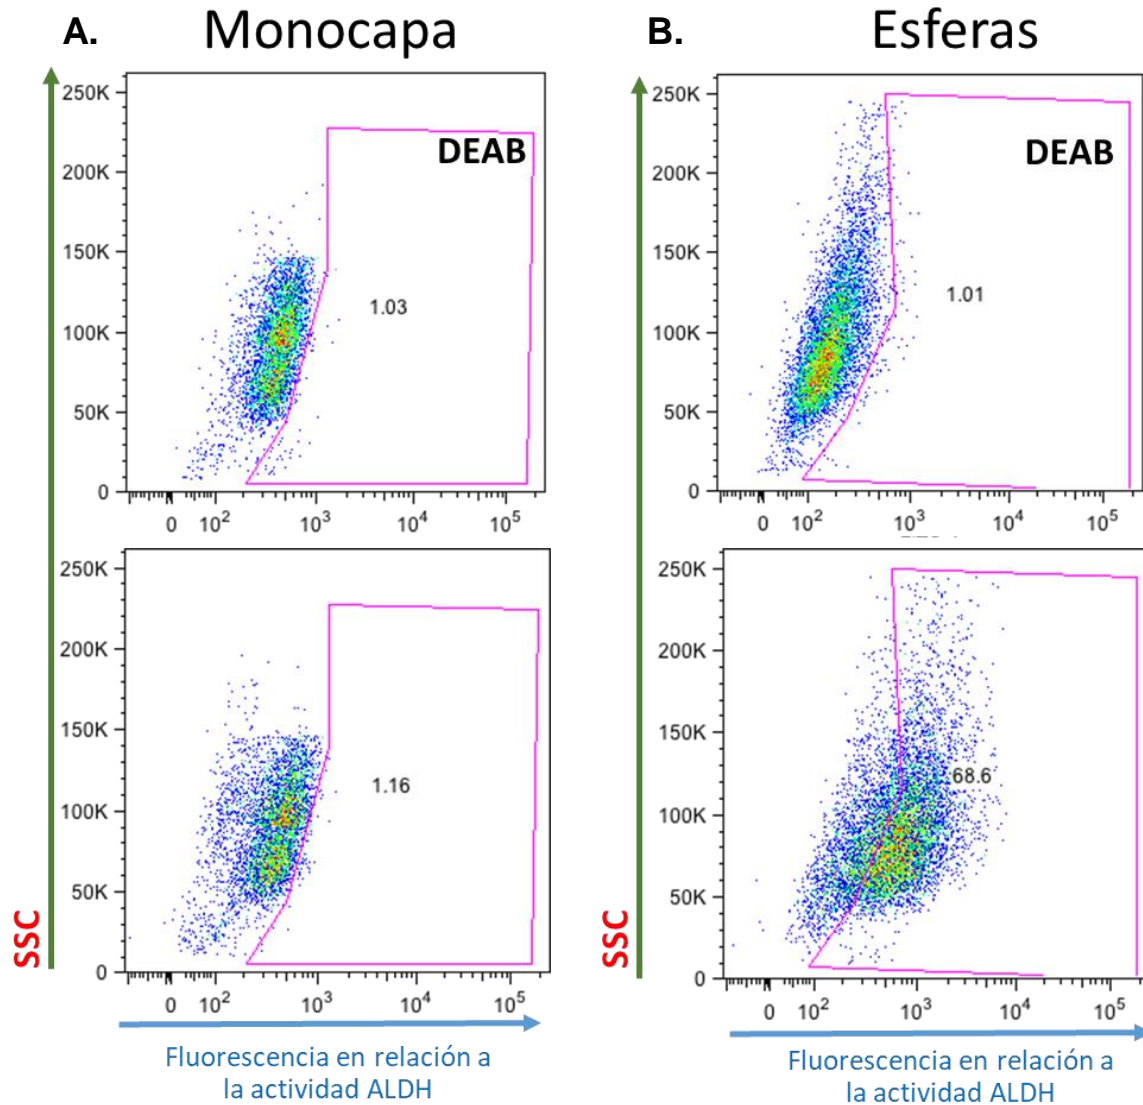 A.
Monocapa
B.
Esferas
250K
DEAB
200K
150K
1.03
100K
50K
0
0 10² 10³ 10⁴ 10⁵
250K
200K
DEAB
150K
1.01
100K
50K
0
0 10² 10³ 10⁴ 10⁵
250K
200K
150K
1.16
100K
50K
0
SSC
0 10² 10³ 10⁴ 10⁵
Fluorescencia en relación a
la actividad ALDH
250K
200K
150K
68.6
100K
50K
0
SSC
0 10² 10³ 10⁴ 10⁵
Fluorescencia en relación a
la actividad ALDH